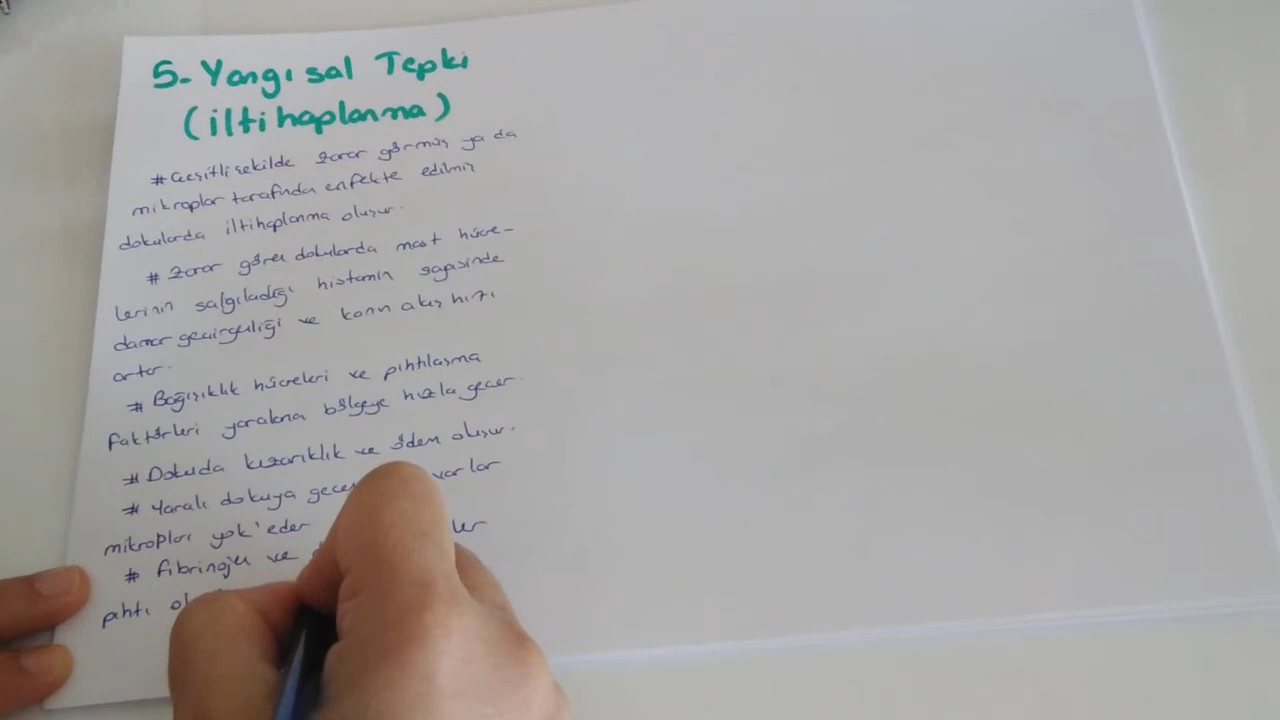 5- Yangısal Tepki
(iltihaplanma)
# Çeşitli şekilde zarar görmüş ya da
mikroplar tarafından enfekte edilmiş
dokularda iltihaplanma oluşur.
# Zarar gören dokularda mast hücre-
lerinin salgıladığı histamin sayesinde
damar geçirgenliği ve kanın akış hızı
artar.
# Bağışıklık hücreleri ve pıhtılaşma
faktörleri yaralanan bölgeye hızla geçer.
# Dokuda kızarıklık ve ödem oluşur.
# Yaralı dokuya geçen
mikropları yok'eder
# fibrinojen ve
pıhtı